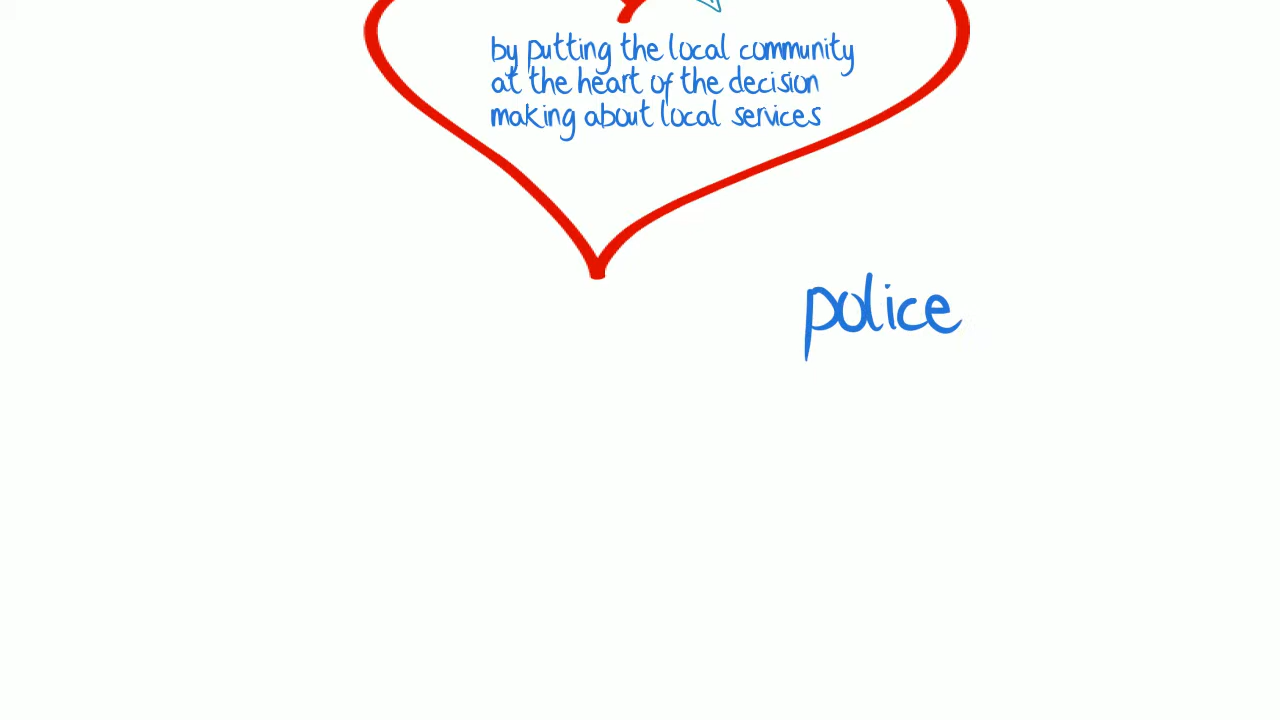 by putting the local community
at the heart of the decision
making about local services
police